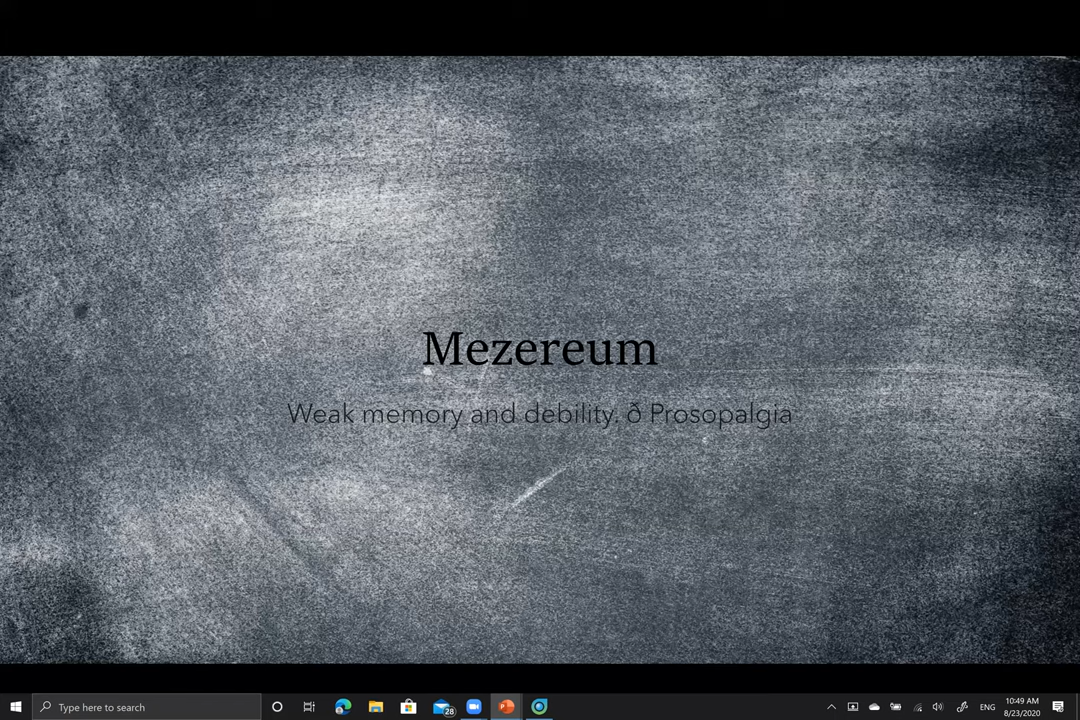 Mezereum
Weak memory and debility. ð Prosopalgia
Type here to search
28
ENG
10:49 AM
8/23/2020